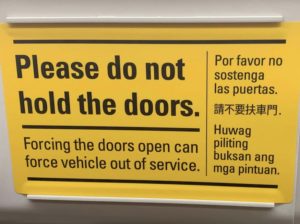 Please do not
hold the doors.
Forcing the doors open can
force vehicle out of service.
Por favor no
sostenga
las puertas.
請不要扶車門.
Huwag
piliting
buksan ang
mga pintuan.